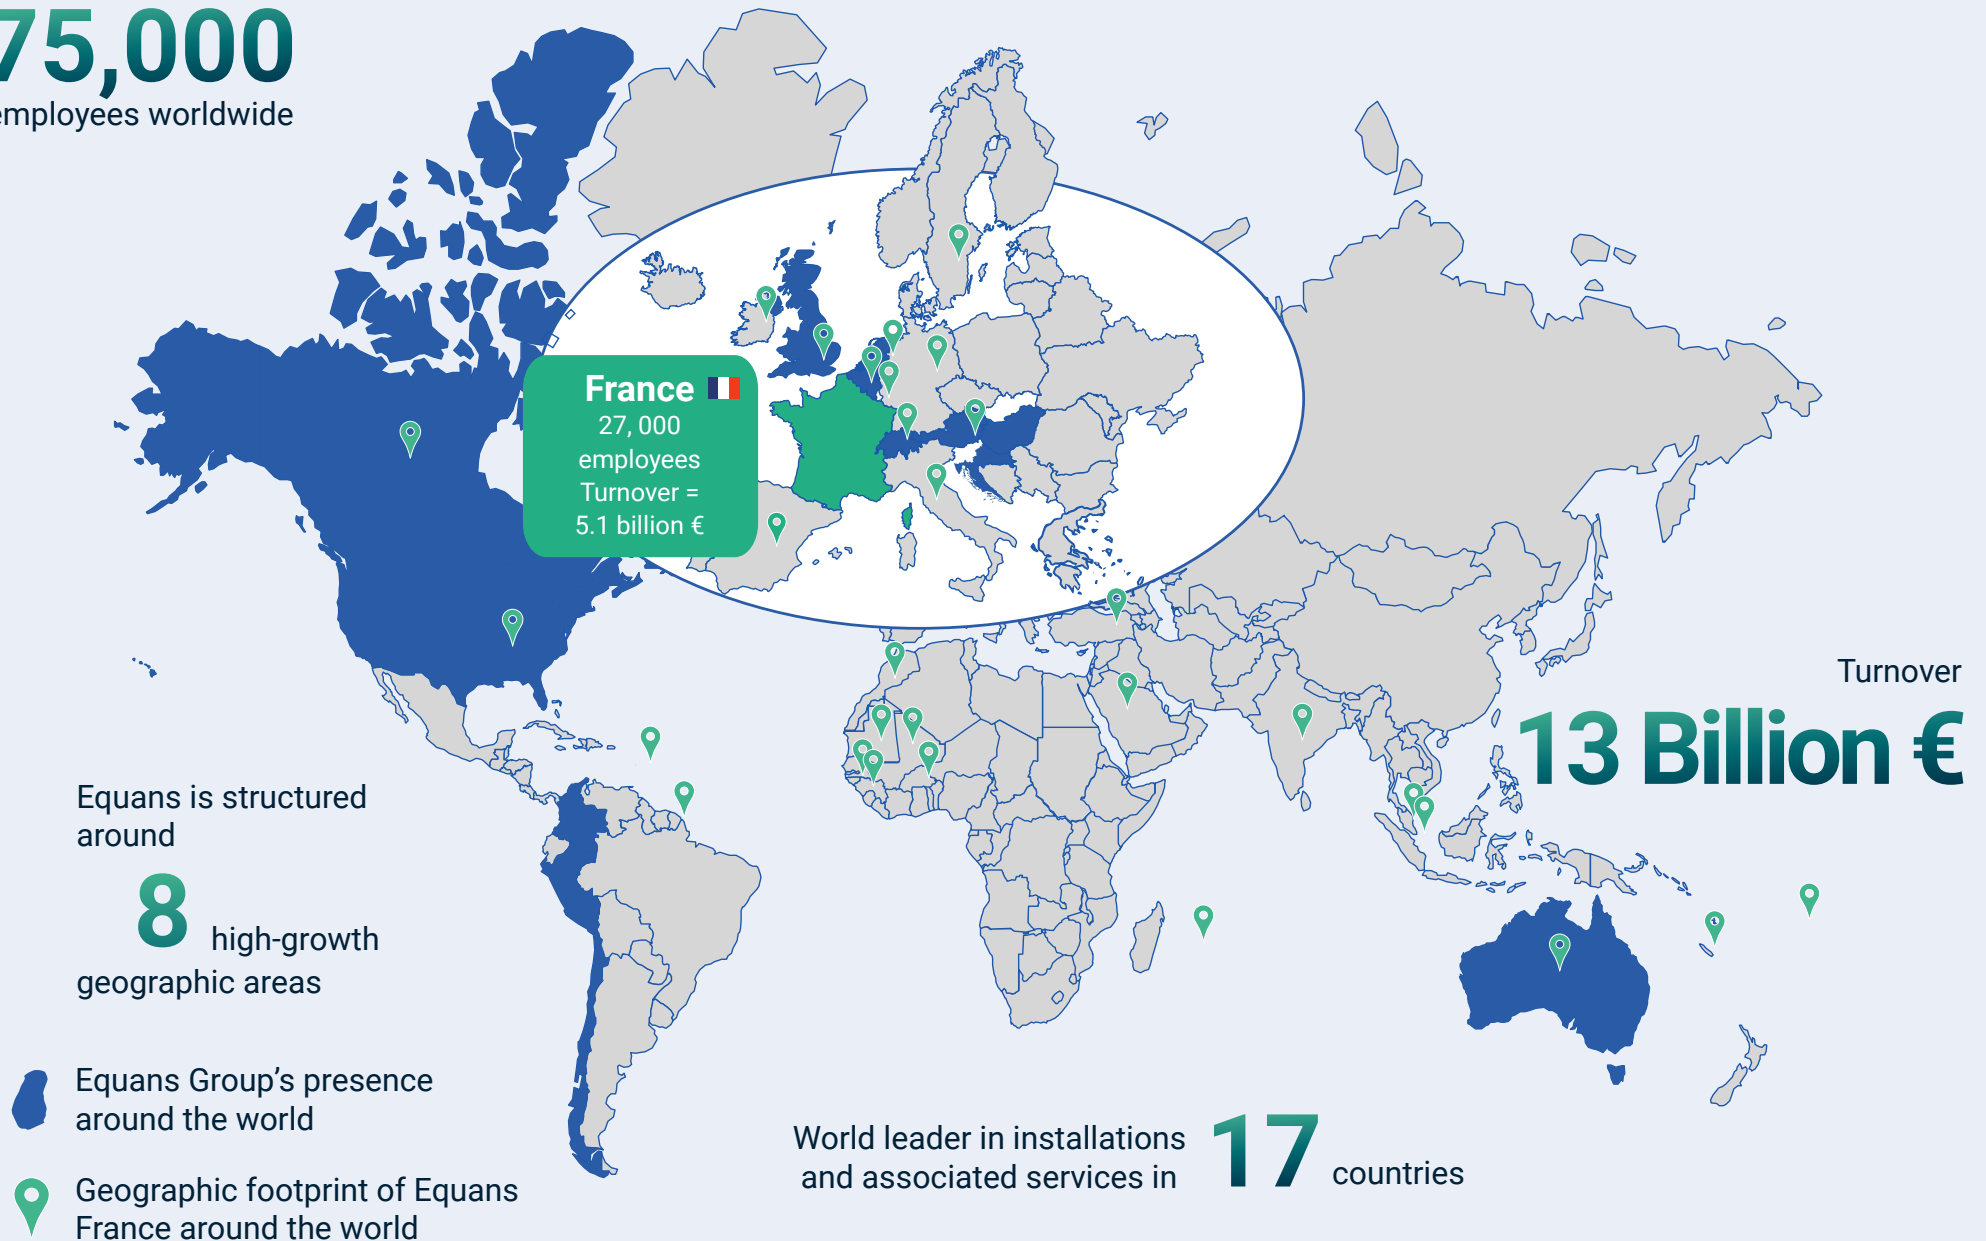 75,000
employees worldwide
France
27, 000
employees
Turnover =
5.1 billion €
Turnover
13 Billion €
Equans is structured
around
8 high-growth
geographic areas
Equans Group’s presence
around the world
Geographic footprint of Equans
France around the world
World leader in installations
and associated services in 17 countries